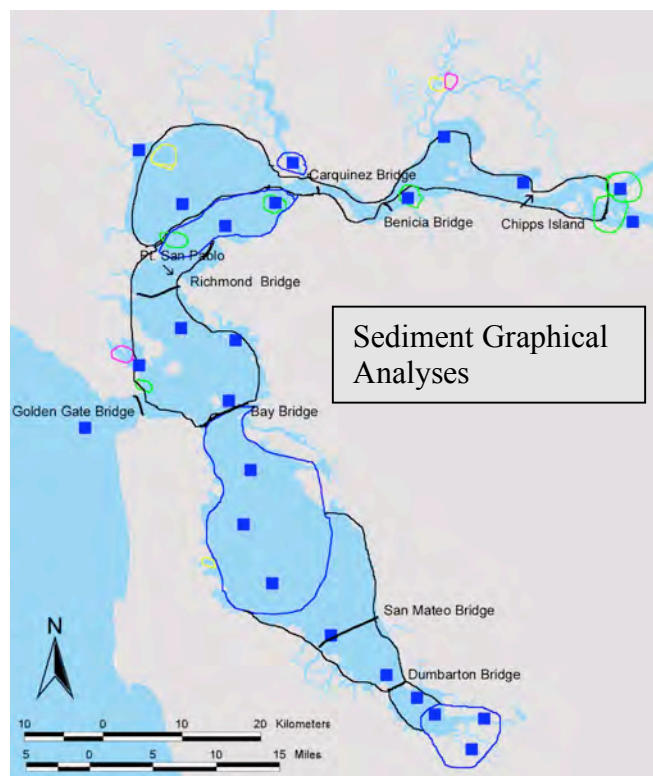 Carquinez Bridge
Benicia Bridge
Chipps Island
Pt. San Pablo
Richmond Bridge
Sediment Graphical
Analyses
Golden Gate Bridge
Bay Bridge
San Mateo Bridge
Dumbarton Bridge
N
10 0 10 20 Kilometers
5 0 5 10 15 Miles